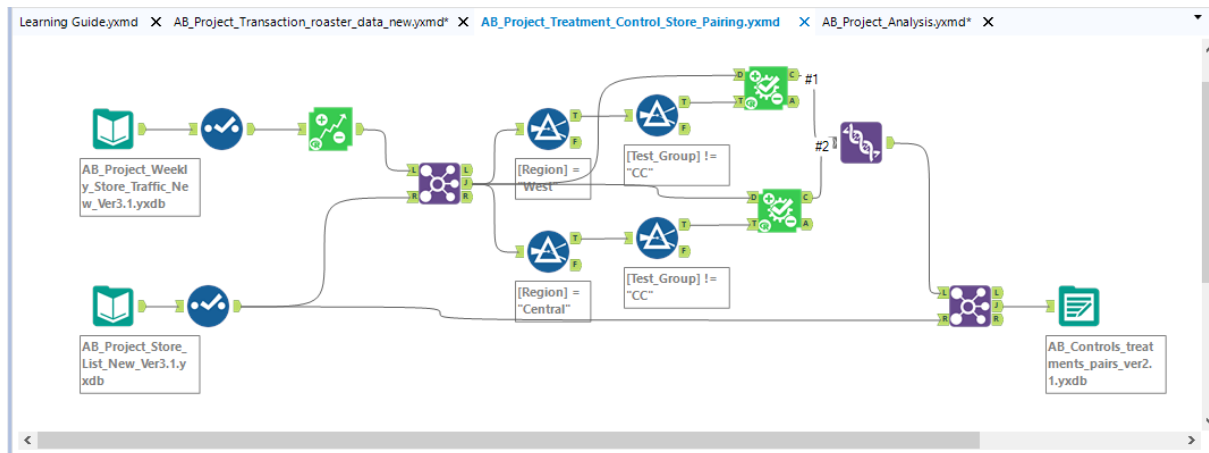 Learning Guide.yxmd X AB_Project_Transaction_roaster_data_new.yxmd* X AB_Project_Treatment_Control_Store_Pairing.yxmd X AB_Project_Analysis.yxmd* X
D C #1
T A
T
F
T
F
AB_Project_Weekl
y_Store_Traffic_Ne
w_Ver3.1.yxdb
[Region] =
"West"
[Test_Group] !=
"CC"
#2
L L
J
R R
D C
T A
T
F
T
F
[Region] =
"Central"
[Test_Group] !=
"CC"
L L
J
R R
AB_Project_Store_
List_New_Ver3.1.y
xdb
AB_Controls_treat
ments_pairs_ver2.
1.yxdb